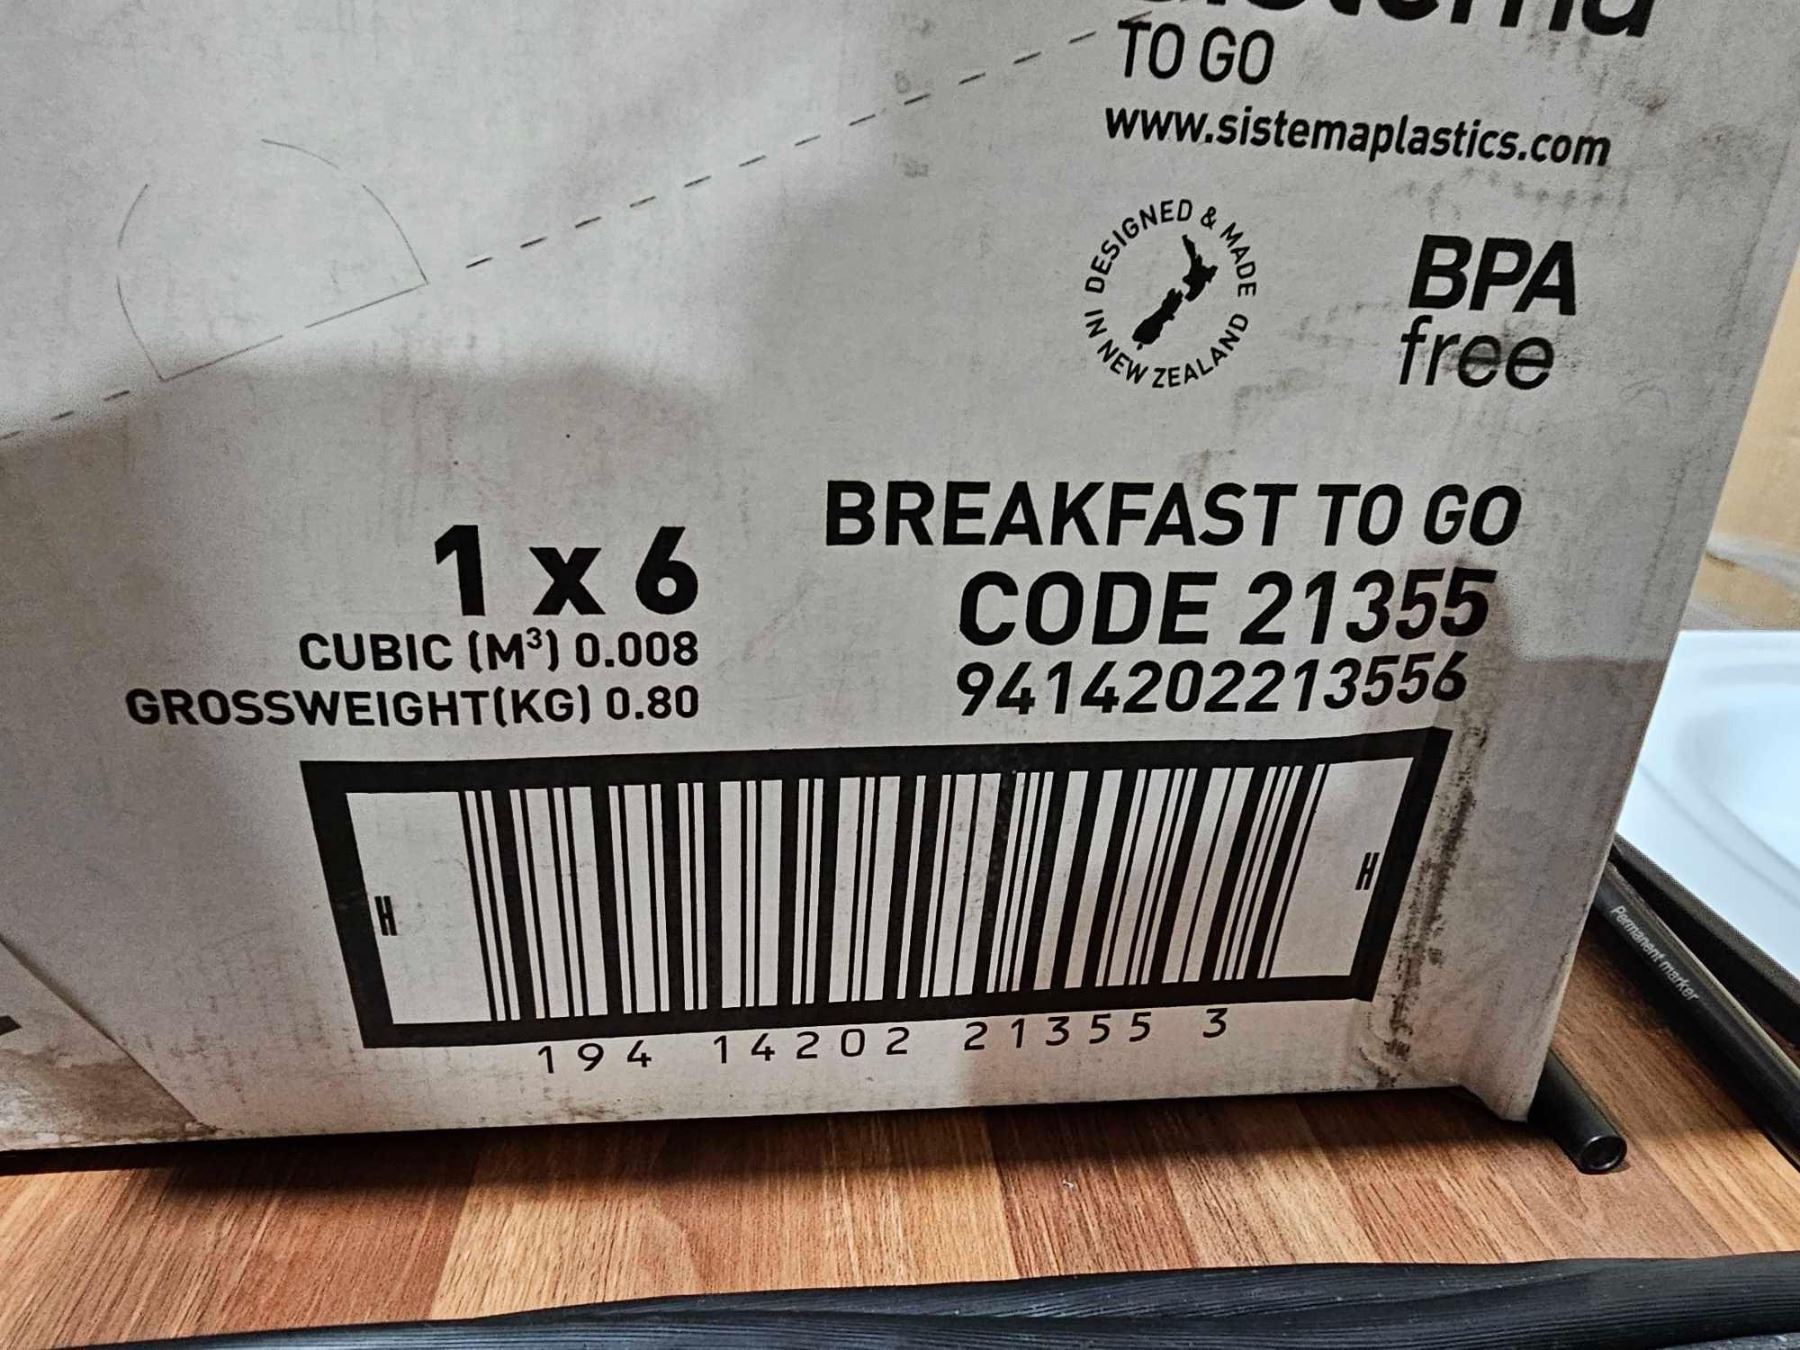 sistema
TO GO
www.sistemaplastics.com
DESIGNED & MADE IN NEW ZEALAND
BPA
free
BREAKFAST TO GO
CODE 21355
9414202213556
1 x 6
CUBIC (M³) 0.008
GROSSWEIGHT(KG) 0.80
H
H
194 14202 21355 3
Permanent marker